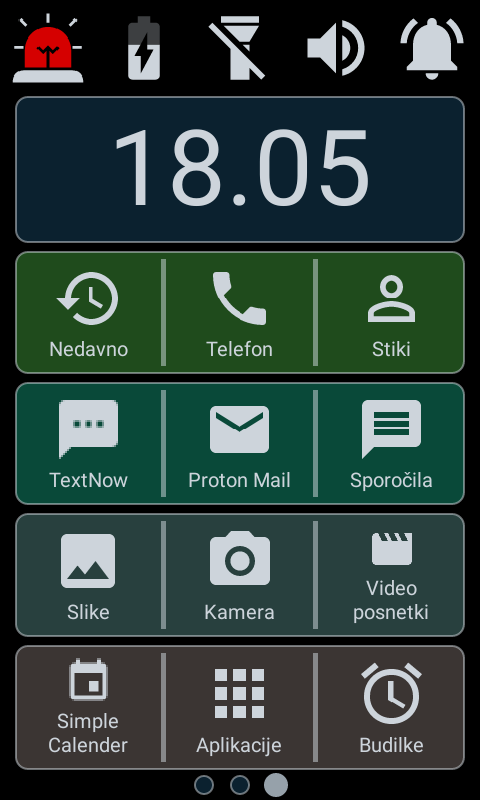 18.05
Nedavno
Telefon
Stiki
TextNow
Proton Mail
Sporočila
Slike
Kamera
Video
posnetki
Simple
Calender
Aplikacije
Budilke